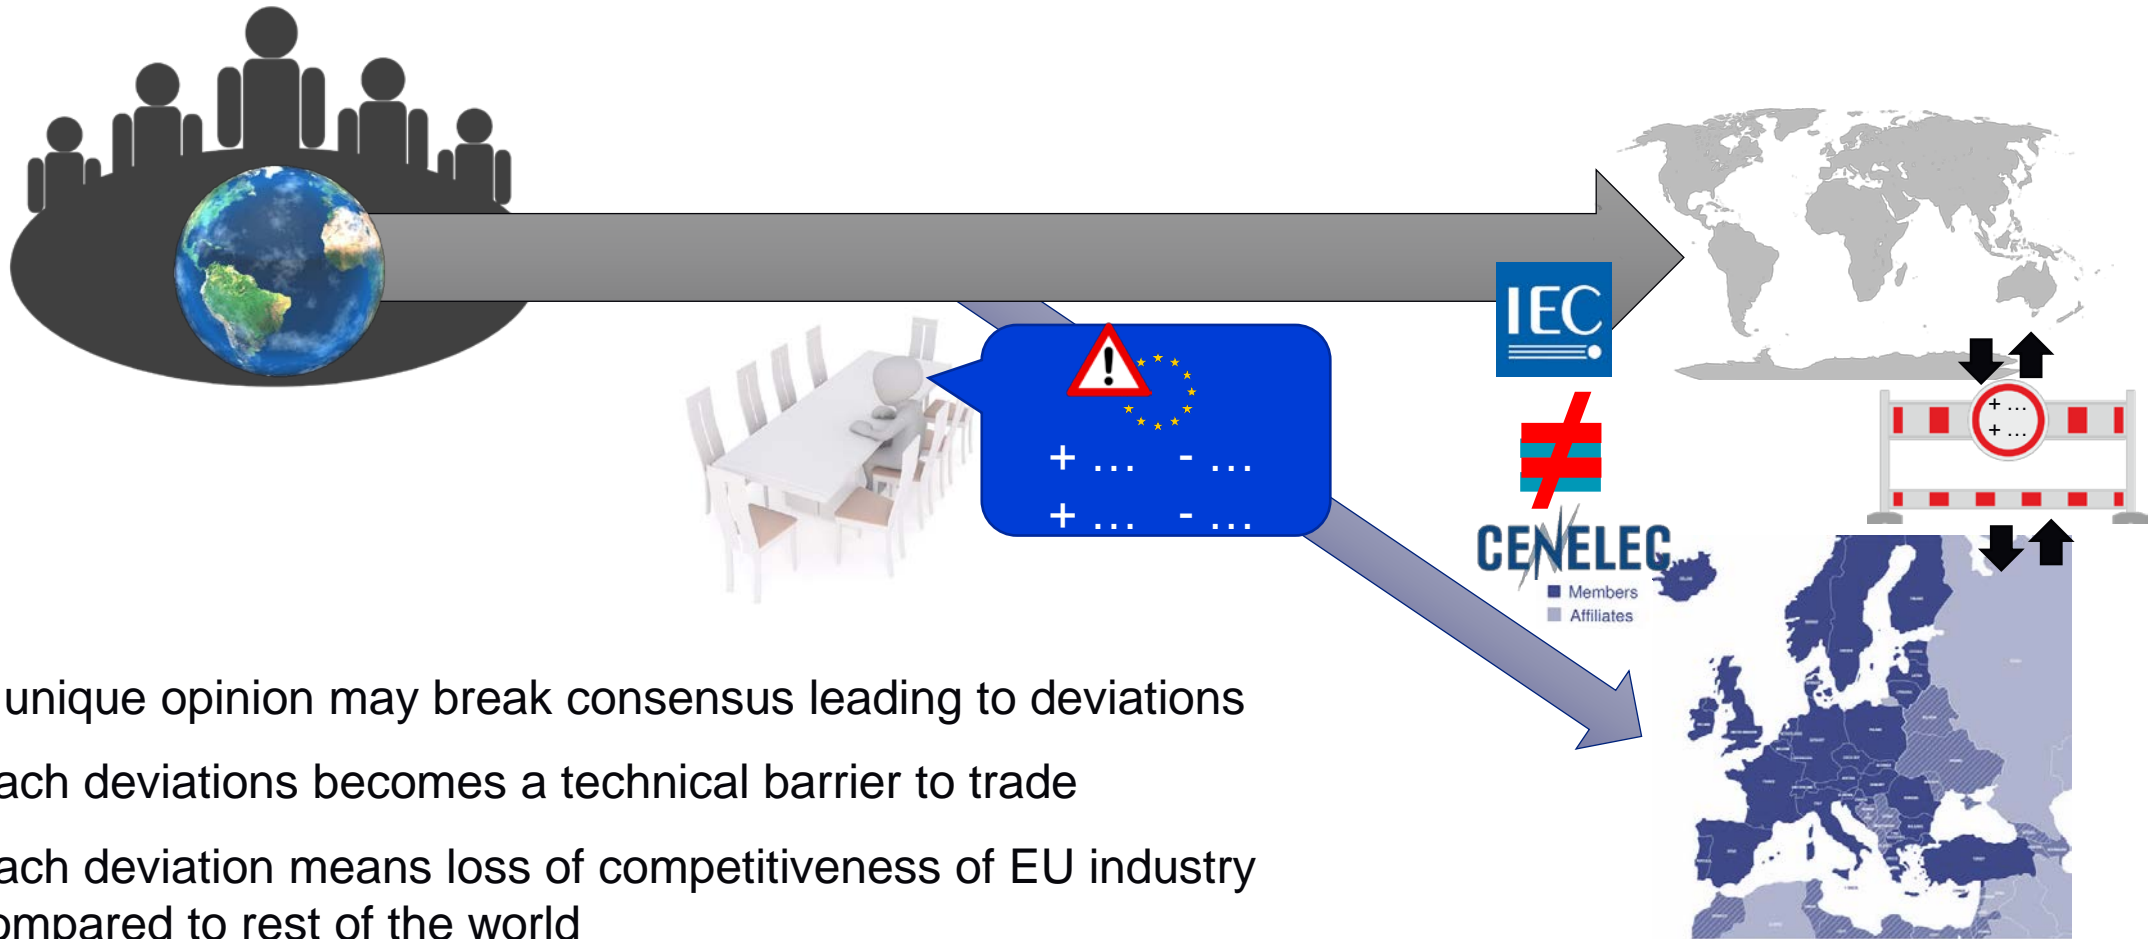 IEC
+ ...
+ ...
+ ... - ...
+ ... - ...
CENELEC
Members
Affiliates
unique opinion may break consensus leading to deviations
ach deviations becomes a technical barrier to trade
ach deviation means loss of competitiveness of EU industry
ompared to rest of the world